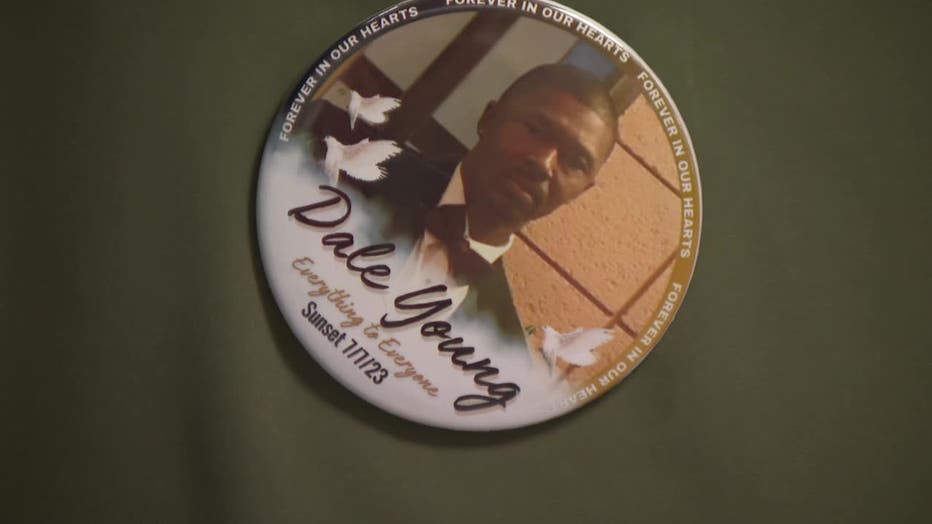 FOREVER IN OUR HEARTS
FOREVER IN OUR HEARTS
FOREVER IN OUR HEARTS
FOREVER IN OUR HEARTS
Dale Young
Everything to Everyone
Sunset 7/7/23